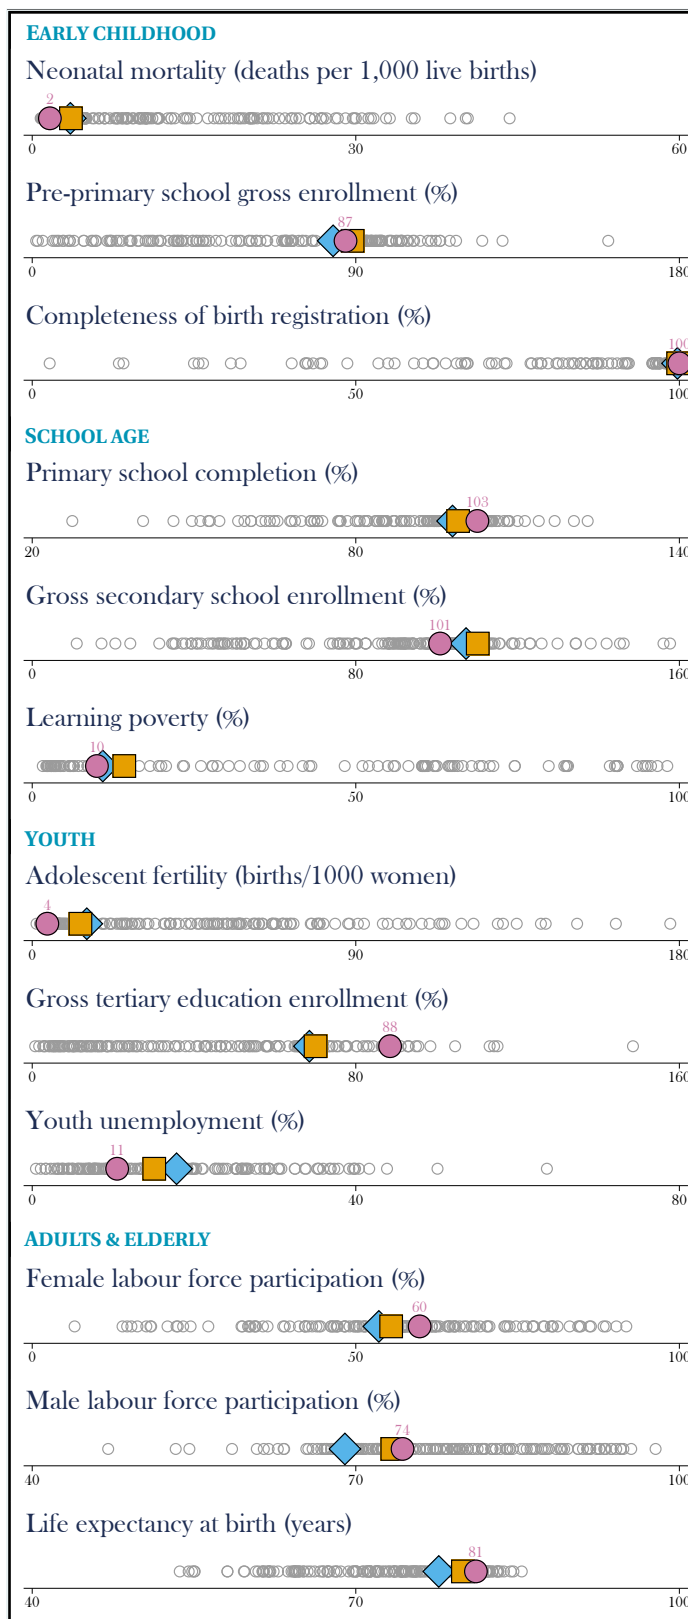 EARLY CHILDHOOD
Neonatal mortality (deaths per 1,000 live births)
2
0 30 60
Pre-primary school gross enrollment (%)
87
0 90 180
Completeness of birth registration (%)
100
0 50 100
SCHOOL AGE
Primary school completion (%)
103
20 80 140
Gross secondary school enrollment (%)
101
0 80 160
Learning poverty (%)
10
0 50 100
YOUTH
Adolescent fertility (births/1000 women)
4
0 90 180
Gross tertiary education enrollment (%)
88
0 80 160
Youth unemployment (%)
11
0 40 80
ADULTS & ELDERLY
Female labour force participation (%)
60
0 50 100
Male labour force participation (%)
74
40 70 100
Life expectancy at birth (years)
81
40 70 100